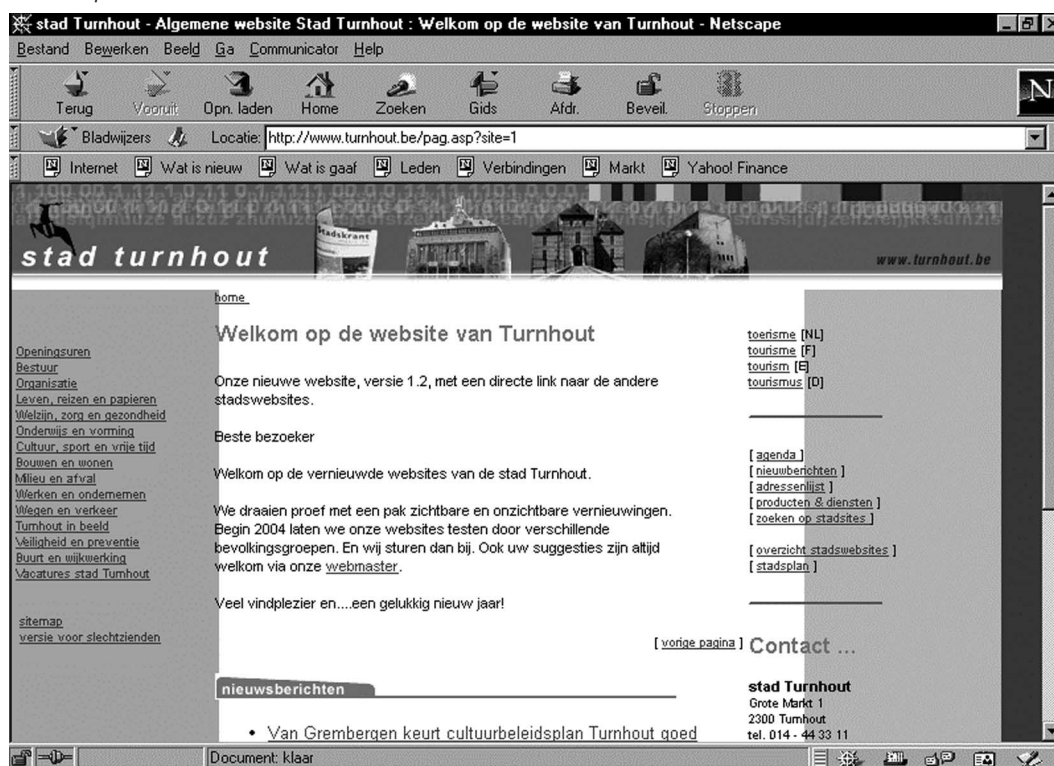 stad Turnhout - Algemene website Stad Turnhout : Welkom op de website van Turnhout - Netscape
Bestand Bewerken Beeld Ga Communicator Help
Terug Vooruit Opn. laden Home Zoeken Gids Afdr. Beveil. Stoppen
N
Bladwijzers Locatie: http://www.turnhout.be/pag.asp?site=1
Internet Wat is nieuw Wat is gaaf Leden Verbindingen Markt Yahoo! Finance
Stadskrant
stad turnhout
www.turnhout.be
home
Openingsuren
Bestuur
Organisatie
Leven, reizen en papieren
Welzijn, zorg en gezondheid
Onderwijs en vorming
Cultuur, sport en vrije tijd
Bouwen en wonen
Milieu en afval
Werken en ondernemen
Wegen en verkeer
Turnhout in beeld
Veiligheid en preventie
Buurt en wijkwerking
Vacatures stad Turnhout
sitemap
versie voor slechtzienden
Welkom op de website van Turnhout
Onze nieuwe website, versie 1.2, met een directe link naar de andere
stadswebsites.
Beste bezoeker
Welkom op de vernieuwde websites van de stad Turnhout.
We draaien proef met een pak zichtbare en onzichtbare vernieuwingen.
Begin 2004 laten we onze websites testen door verschillende
bevolkingsgroepen. En wij sturen dan bij. Ook uw suggesties zijn altijd
welkom via onze webmaster.
Veel vindplezier en....een gelukkig nieuw jaar!
[ vorige pagina ]
nieuwsberichten
• Van Grembergen keurt cultuurbeleidsplan Turnhout goed
toerisme [NL]
tourisme [F]
tourism [E]
tourismus [D]
[ agenda ]
[ nieuwberichten ]
[ adressenlijst ]
[ producten & diensten ]
[ zoeken op stadsites ]
[ overzicht stadswebsites ]
[ stadsplan ]
Contact ...
stad Turnhout
Grote Markt 1
2300 Turnhout
tel. 014 - 44 33 11
Document: klaar